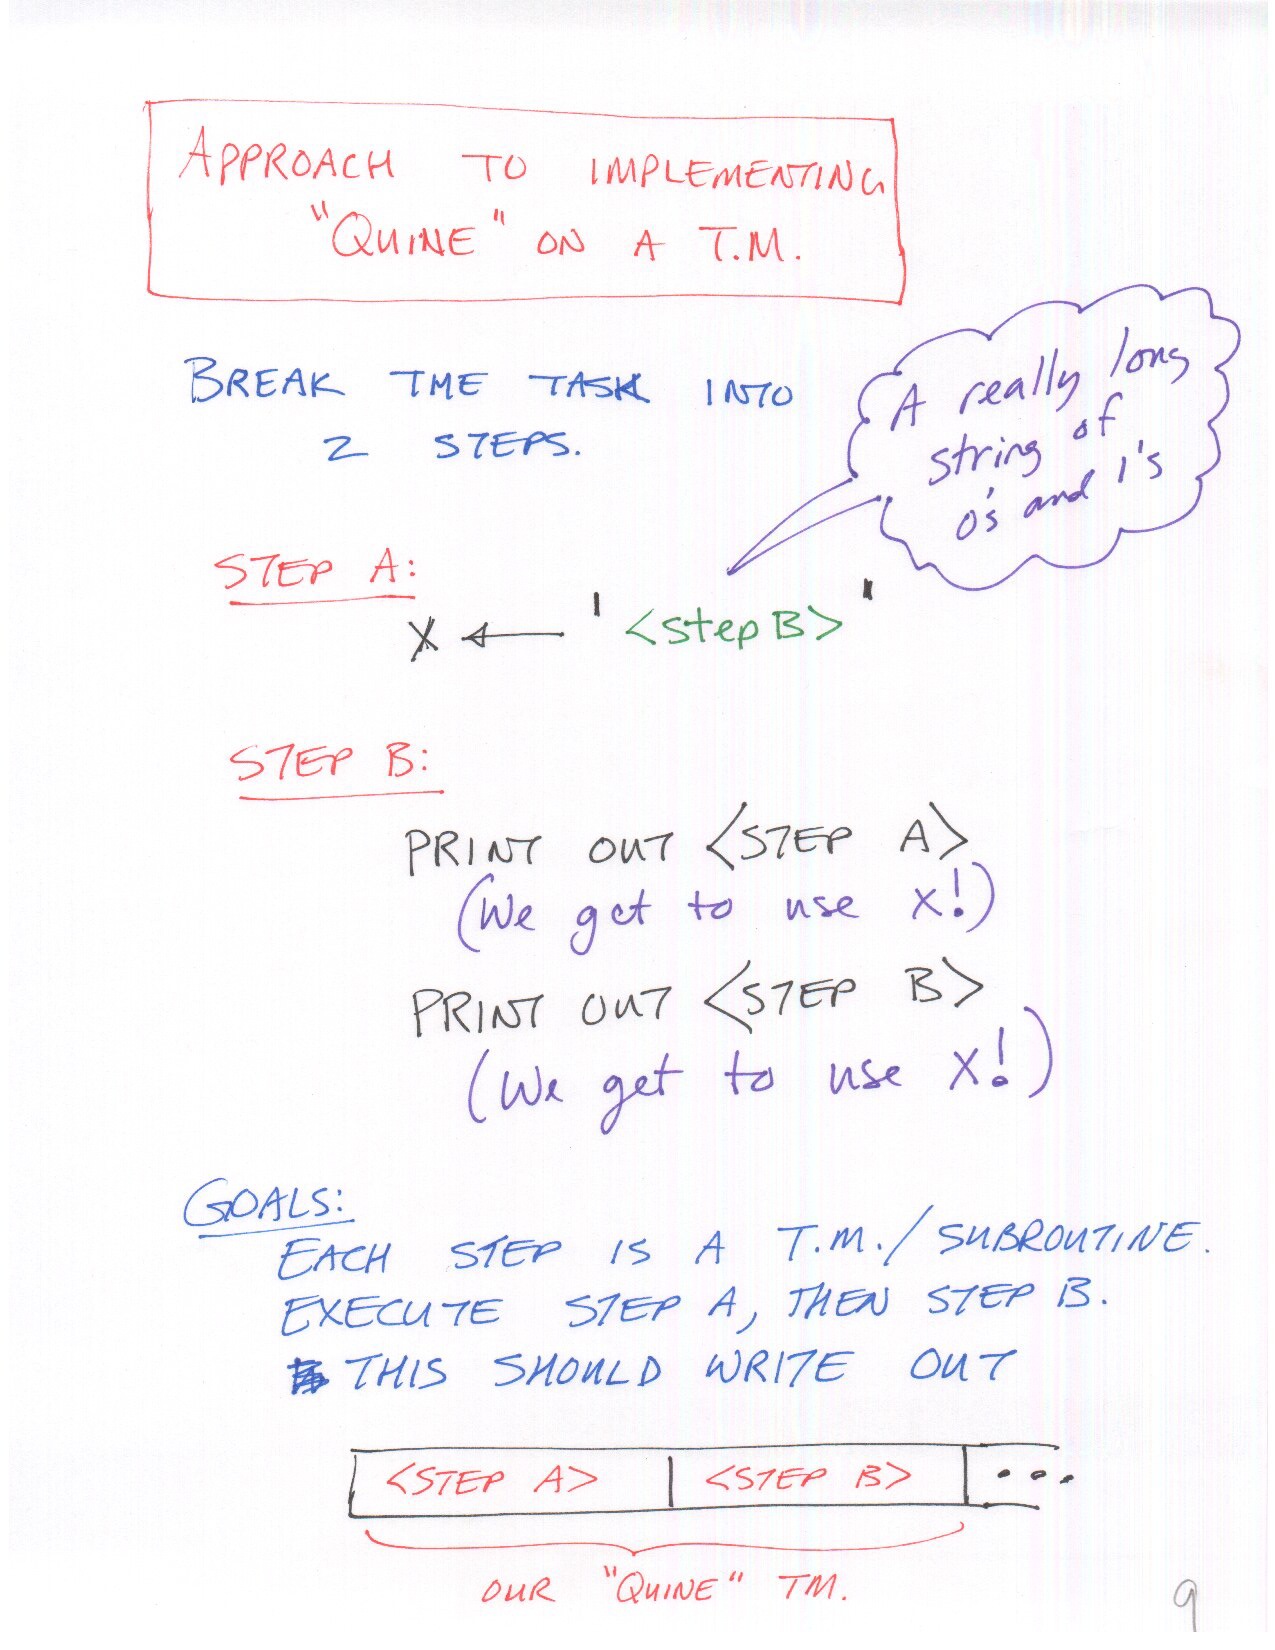 APPROACH TO IMPLEMENTING
"QUINE" ON A T.M.
BREAK THE TASK INTO
2 STEPS.
A really long
string of
0's and 1's
STEP A:
X ← '<step B>'
STEP B:
PRINT OUT <STEP A>
(We get to use X!)
PRINT OUT <STEP B>
(We get to use X!)
GOALS:
EACH STEP IS A T.M./SUBROUTINE.
EXECUTE STEP A, THEN STEP B.
THIS SHOULD WRITE OUT
<STEP A> <STEP B> ...
OUR "QUINE" TM.
9